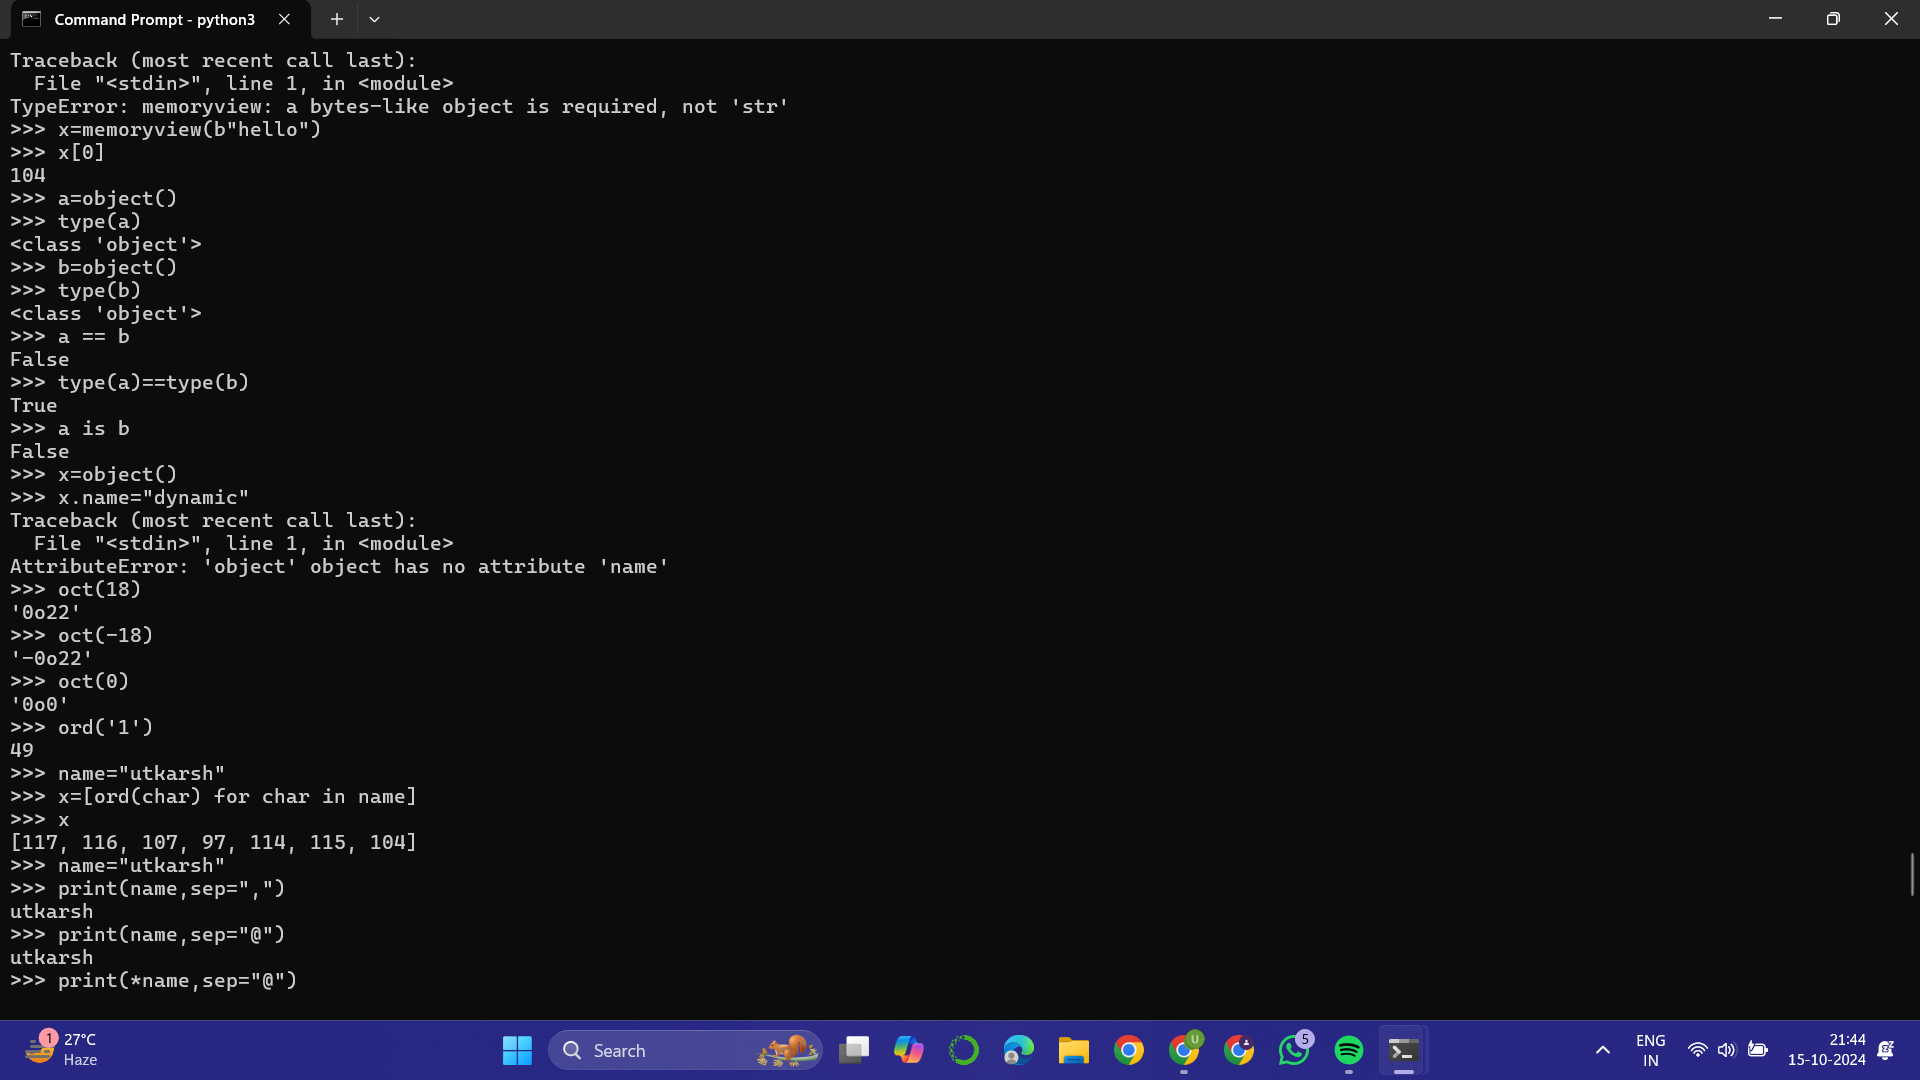 Command Prompt - python3
Traceback (most recent call last):
  File "<stdin>", line 1, in <module>
TypeError: memoryview: a bytes-like object is required, not 'str'
>>> x=memoryview(b"hello")
>>> x[0]
104
>>> a=object()
>>> type(a)
<class 'object'>
>>> b=object()
>>> type(b)
<class 'object'>
>>> a == b
False
>>> type(a)==type(b)
True
>>> a is b
False
>>> x=object()
>>> x.name="dynamic"
Traceback (most recent call last):
  File "<stdin>", line 1, in <module>
AttributeError: 'object' object has no attribute 'name'
>>> oct(18)
'0o22'
>>> oct(-18)
'-0o22'
>>> oct(0)
'0o0'
>>> ord('1')
49
>>> name="utkarsh"
>>> x=[ord(char) for char in name]
>>> x
[117, 116, 107, 97, 114, 115, 104]
>>> name="utkarsh"
>>> print(name,sep=",")
utkarsh
>>> print(name,sep="@")
utkarsh
>>> print(*name,sep="@")
1
27°C
Haze
Search
U
5
ENG
IN
21:44
15-10-2024